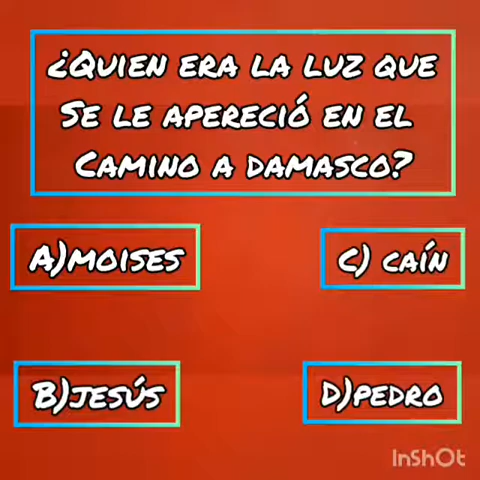 ¿Quien era la luz que
Se le apereció en el
Camino a damasco?
A)moises
C) caín
B)jesús
D)pedro
InShOt